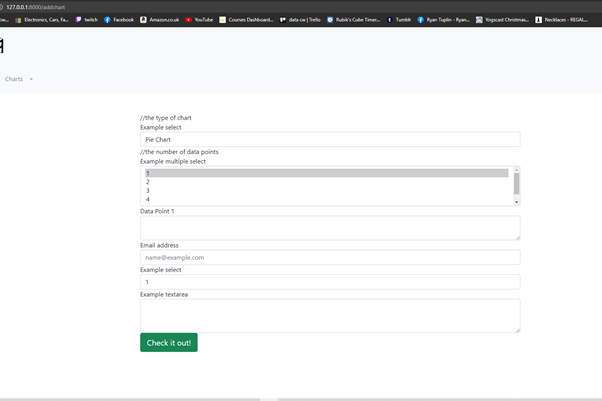 127.0.0.1:8000/addchart
Electronics, Cars, Fa... twitch Facebook Amazon.co.uk YouTube Courses Dashboard... data cw | Trello Rubik's Cube Timer... Tumblr Ryan Tuplin - Ryan... Yogscast Christmas... Necklaces - REGAL...
Charts
//the type of chart
Example select
Pie Chart
//the number of data points
Example multiple select
1
2
3
4
Data Point 1
Email address
name@example.com
Example select
1
Example textarea
Check it out!